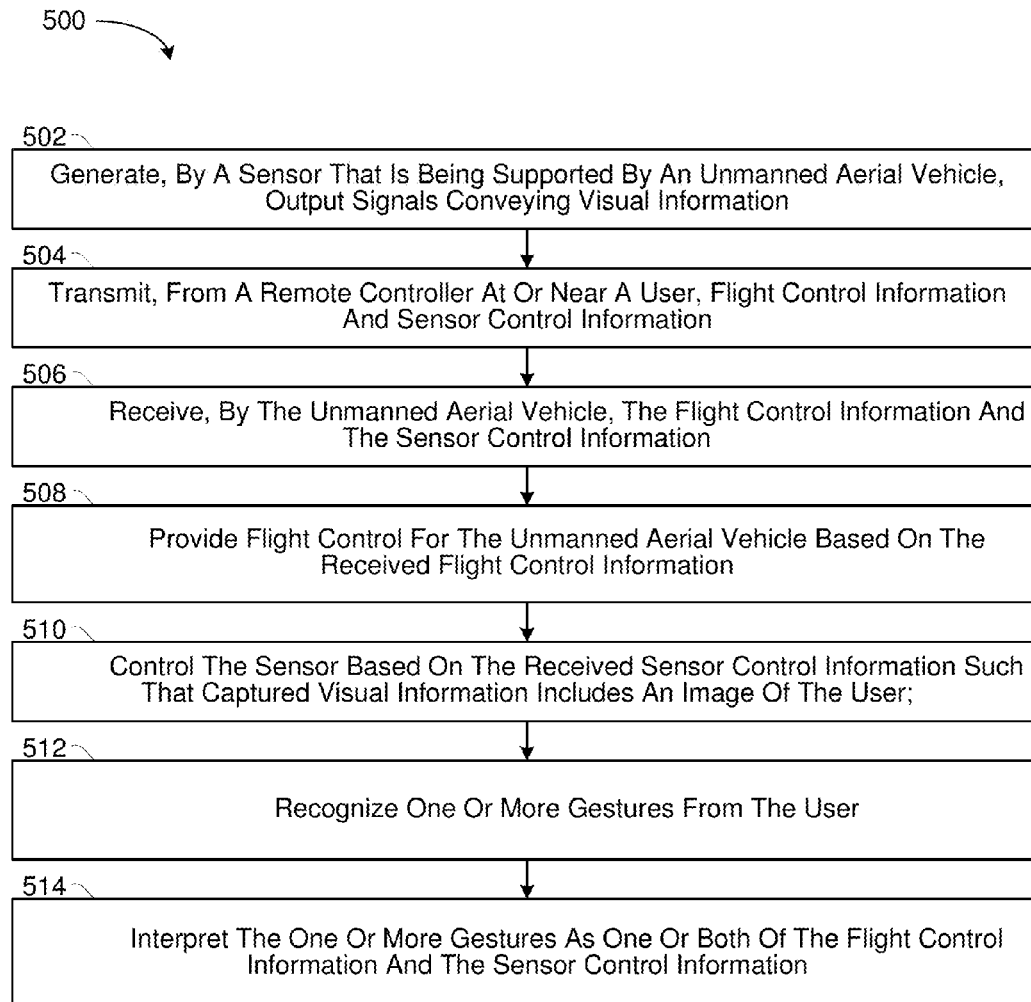 500
502
Generate, By A Sensor That Is Being Supported By An Unmanned Aerial Vehicle,
Output Signals Conveying Visual Information
504
Transmit, From A Remote Controller At Or Near A User, Flight Control Information
And Sensor Control Information
506
Receive, By The Unmanned Aerial Vehicle, The Flight Control Information And
The Sensor Control Information
508
Provide Flight Control For The Unmanned Aerial Vehicle Based On The
Received Flight Control Information
510
Control The Sensor Based On The Received Sensor Control Information Such
That Captured Visual Information Includes An Image Of The User;
512
Recognize One Or More Gestures From The User
514
Interpret The One Or More Gestures As One Or Both Of The Flight Control
Information And The Sensor Control Information